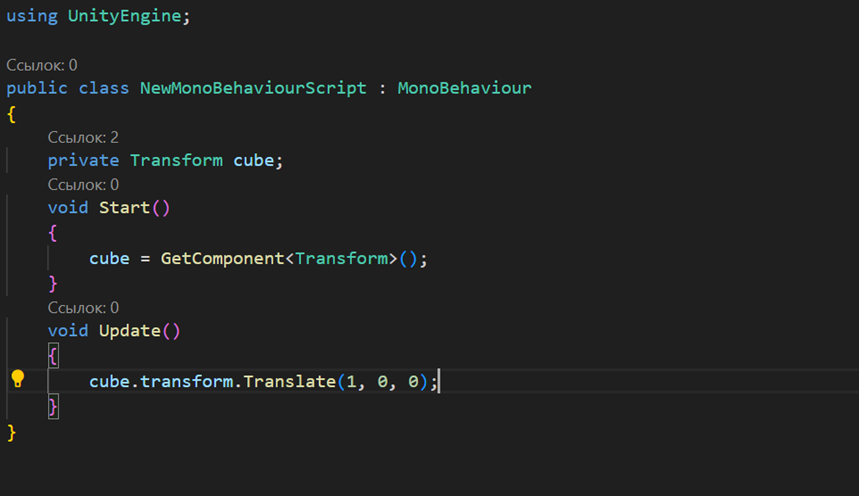 using UnityEngine;
Ссылок: 0
public class NewMonoBehaviourScript : MonoBehaviour
{
Ссылок: 2
private Transform cube;
Ссылок: 0
void Start()
{
cube = GetComponent<Transform>();
}
Ссылок: 0
void Update()
{
cube.transform.Translate(1, 0, 0);
}
}